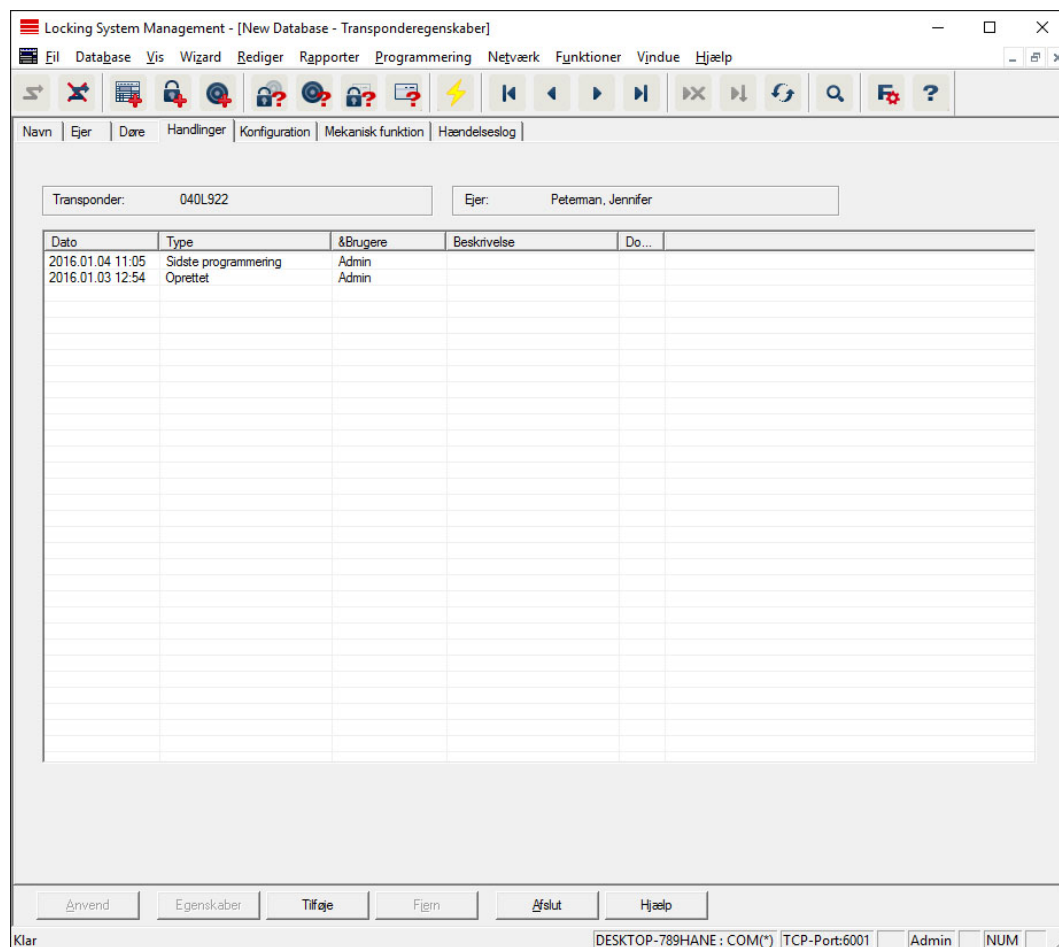 Locking System Management - [New Database - Transponderegenskaber]
Fil Database Vis Wizard Rediger Rapporter Programmering Netværk Funktioner Vindue Hjælp
Navn Ejer Døre Handlinger Konfiguration Mekanisk funktion Hændelseslog
Transponder: 040L922 Ejer: Peterman, Jennifer
Dato Type &Brugere Beskrivelse Do...
2016.01.04 11:05 Sidste programmering Admin
2016.01.03 12:54 Oprettet Admin
Anvend Egenskaber Tilføje Fjern Afslut Hjælp
Klar DESKTOP-789HANE : COM(*) TCP-Port:6001 Admin NUM